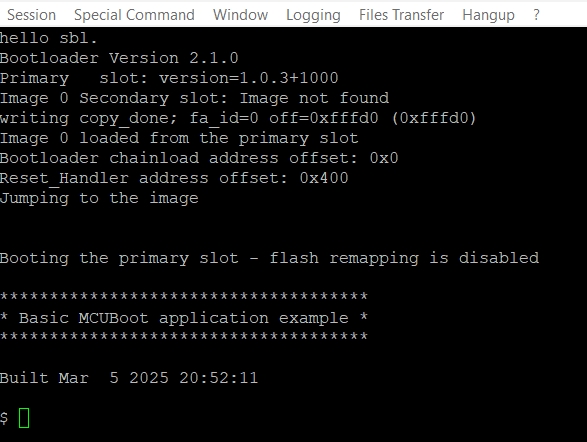 Session Special Command Window Logging Files Transfer Hangup ?
hello sbl.
Bootloader Version 2.1.0
Primary   slot: version=1.0.3+1000
Image 0 Secondary slot: Image not found
writing copy_done; fa_id=0 off=0xfffd0 (0xfffd0)
Image 0 loaded from the primary slot
Bootloader chainload address offset: 0x0
Reset_Handler address offset: 0x400
Jumping to the image
Booting the primary slot - flash remapping is disabled
*************************************
* Basic MCUBoot application example *
*************************************
Built Mar  5 2025 20:52:11
$